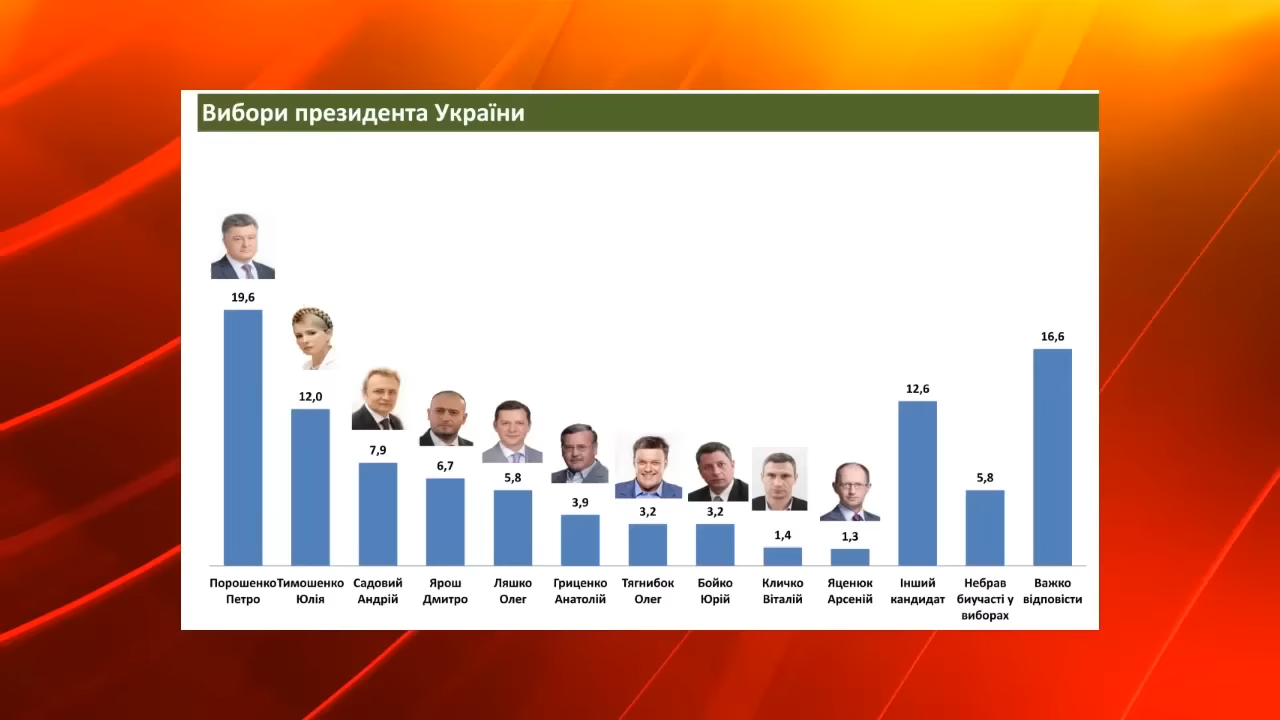 Вибори президента України
19,6
12,0
7,9
6,7
5,8
3,9
3,2
3,2
1,4
1,3
12,6
5,8
16,6
Порошенко
Петро
Тимошенко
Юлія
Садовий
Андрій
Ярош
Дмитро
Ляшко
Олег
Гриценко
Анатолій
Тягнибок
Олег
Бойко
Юрій
Кличко
Віталій
Яценюк
Арсеній
Інший
кандидат
Небрав
биучасті у
виборах
Важко
відповісти